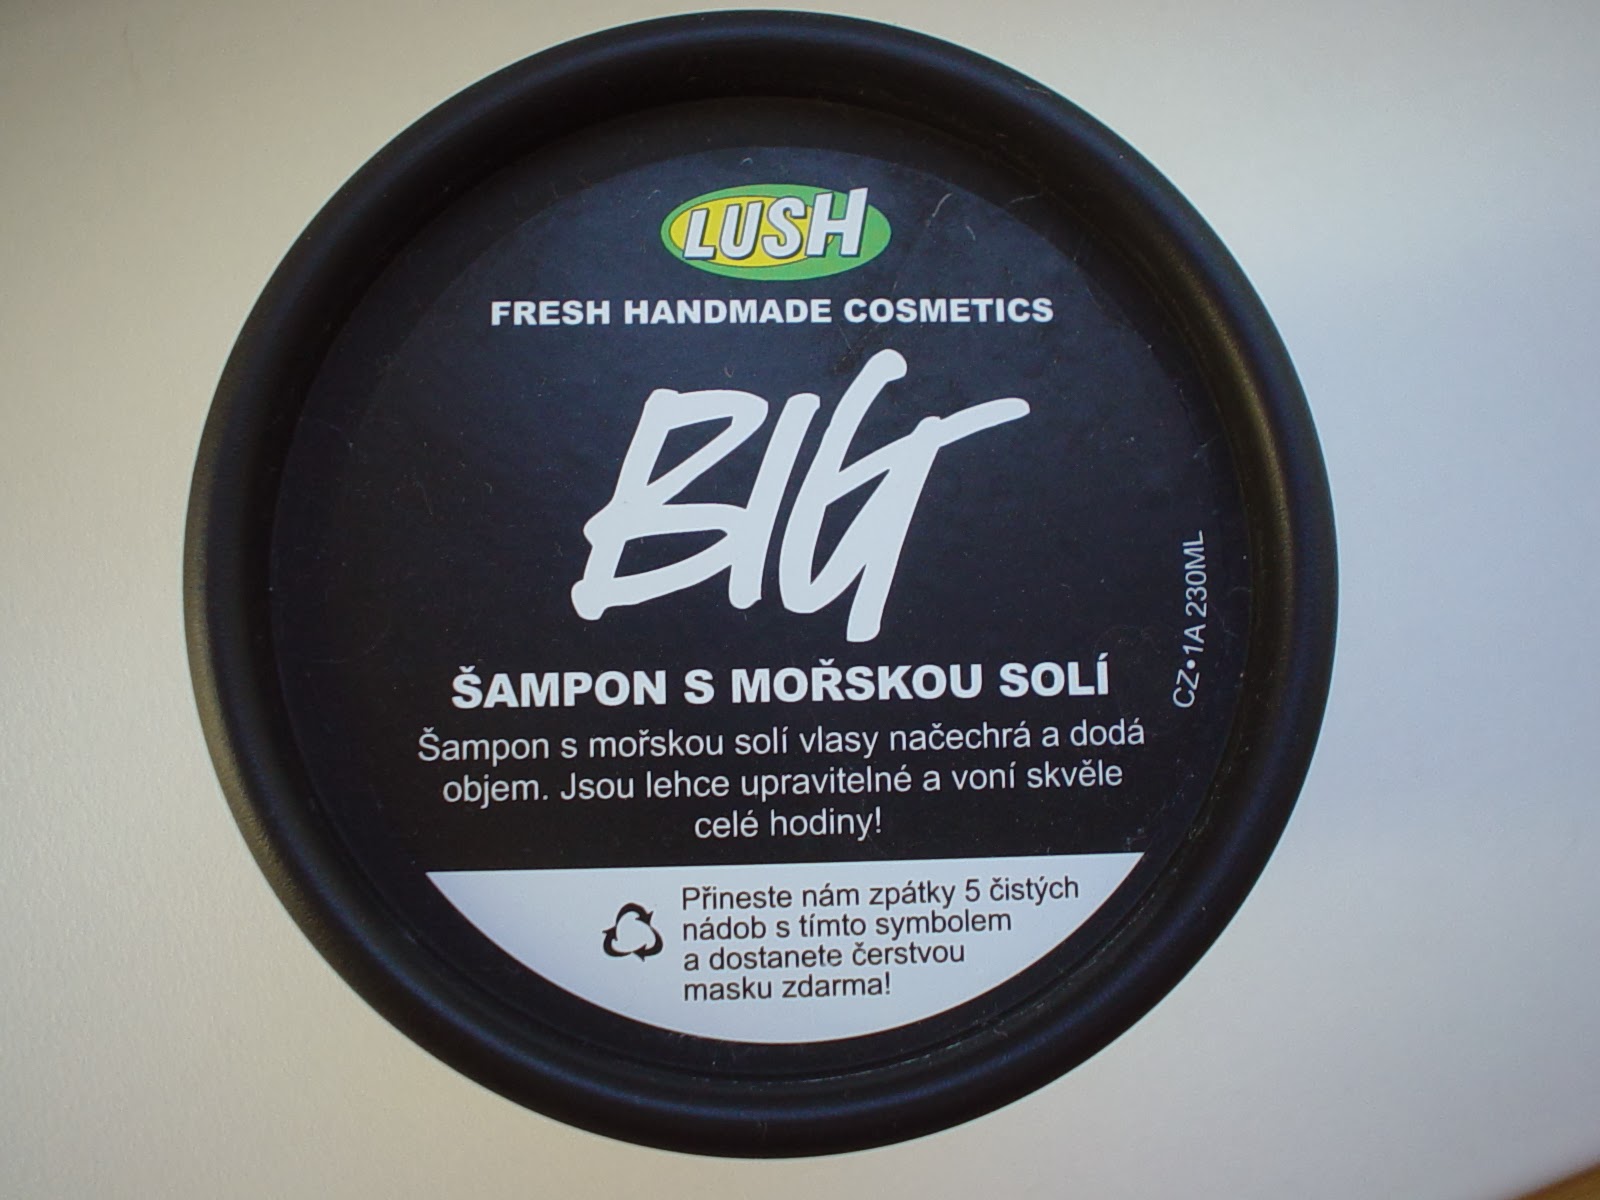 LUSH
FRESH HANDMADE COSMETICS
BIG
ŠAMPON S MOŘSKOU SOLÍ
Šampon s mořskou solí vlasy načechrá a dodá
objem. Jsou lehce upravitelné a voní skvěle
celé hodiny!
CZ•1A 230ML
Přineste nám zpátky 5 čistých
nádob s tímto symbolem
a dostanete čerstvou
masku zdarma!